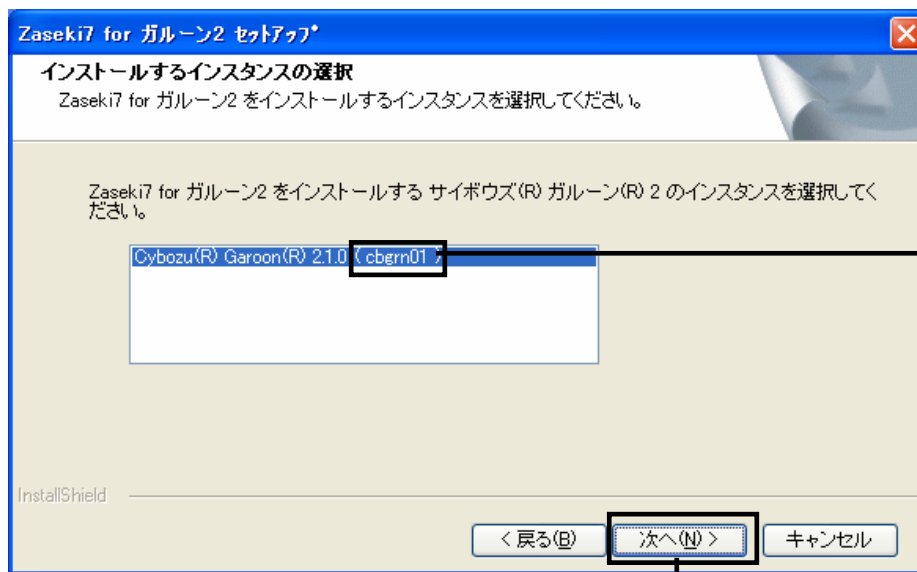 Zaseki7 for ガルーン2 セットアップ
インストールするインスタンスの選択
Zaseki7 for ガルーン2 をインストールするインスタンスを選択してください。
Zaseki7 for ガルーン2 をインストールする サイボウズ(R) ガルーン(R) 2 のインスタンスを選択してく
ださい。
Cybozu(R) Garoon(R) 2.1.0 ( cbgrn01 )
InstallShield
< 戻る(B)
次へ(N) >
キャンセル